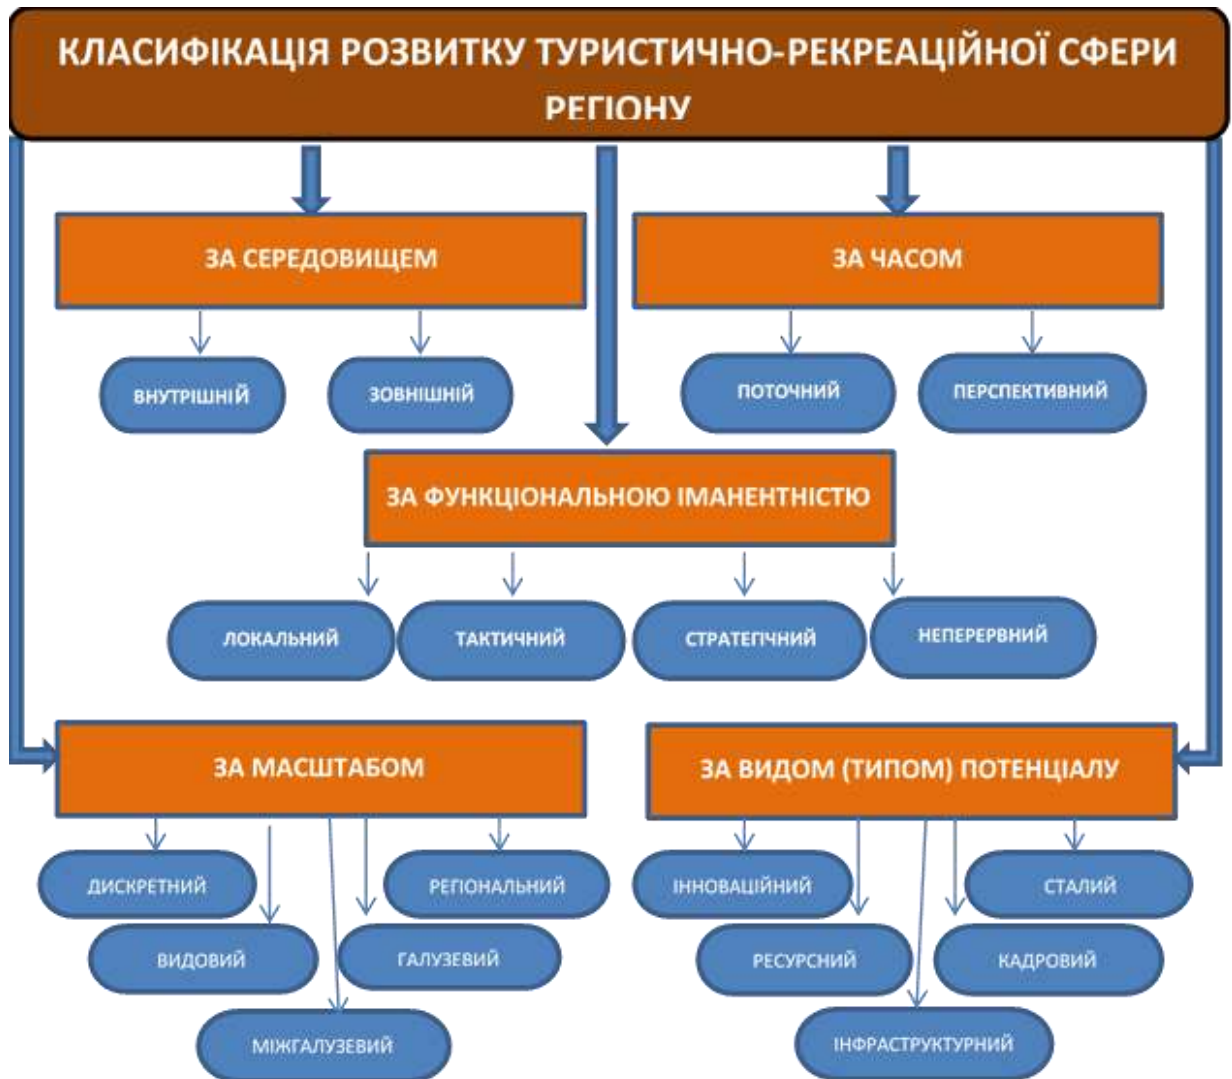 КЛАСИФІКАЦІЯ РОЗВИТКУ ТУРИСТИЧНО-РЕКРЕАЦІЙНОЇ СФЕРИ
РЕГІОНУ
ЗА СЕРЕДОВИЩЕМ
ЗА ЧАСОМ
ВНУТРІШНІЙ
ЗОВНІШНІЙ
ПОТОЧНИЙ
ПЕРСПЕКТИВНИЙ
ЗА ФУНКЦІОНАЛЬНОЮ ІМАНЕНТНІСТЮ
ЛОКАЛЬНИЙ
ТАКТИЧНИЙ
СТРАТЕГІЧНИЙ
НЕПЕРЕРВНИЙ
ЗА МАСШТАБОМ
ЗА ВИДОМ (ТИПОМ) ПОТЕНЦІАЛУ
ДИСКРЕТНИЙ
РЕГІОНАЛЬНИЙ
ІННОВАЦІЙНИЙ
СТАЛИЙ
ВИДОВИЙ
ГАЛУЗЕВИЙ
РЕСУРСНИЙ
КАДРОВИЙ
МІЖГАЛУЗЕВИЙ
ІНФРАСТРУКТУРНИЙ